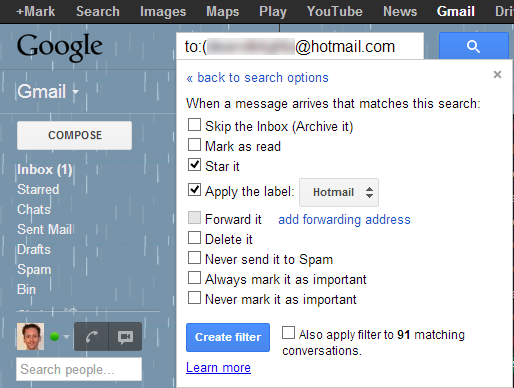 +Mark Search Images Maps Play YouTube News Gmail
Google
to:( @hotmail.com
« back to search options
×
Gmail
When a message arrives that matches this search:
Skip the Inbox (Archive it)
Mark as read
Star it
Apply the label: Hotmail
Forward it add forwarding address
Delete it
Never send it to Spam
Always mark it as important
Never mark it as important
Create filter
Also apply filter to 91 matching
conversations.
Learn more
COMPOSE
Inbox (1)
Starred
Chats
Sent Mail
Drafts
Spam
Bin
Search people...